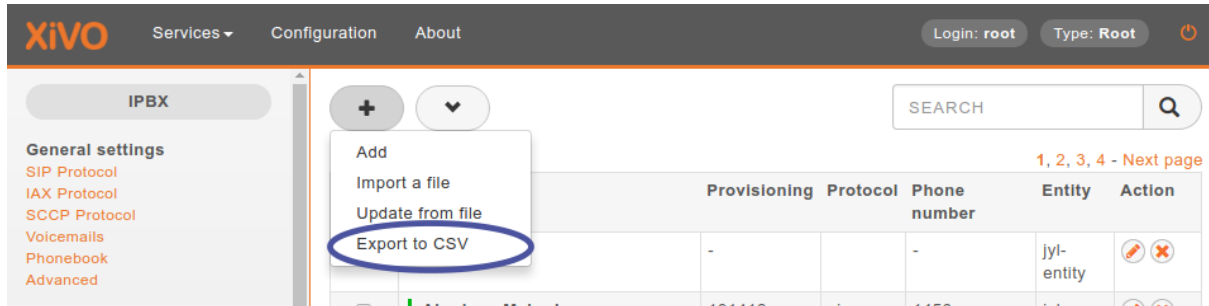 XiVO Services Configuration About Login: root Type: Root
IPBX
General settings
SIP Protocol
IAX Protocol
SCCP Protocol
Voicemails
Phonebook
Advanced
SEARCH
Add
Import a file
Update from file
Export to CSV
1, 2, 3, 4 - Next page
Provisioning Protocol Phone number Entity Action
- - jyl-entity